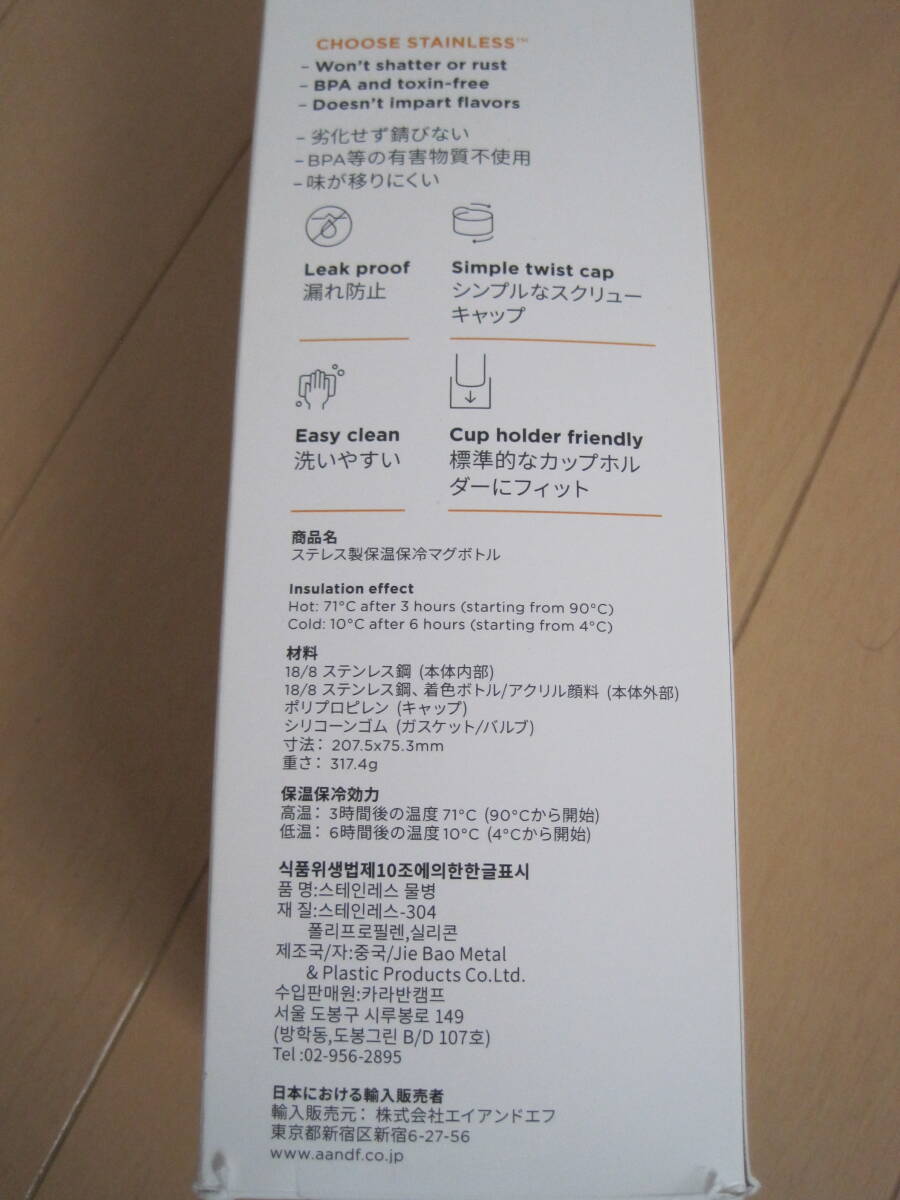 CHOOSE STAINLESS™
– Won't shatter or rust
– BPA and toxin-free
– Doesn't impart flavors
– 劣化せず錆びない
– BPA等の有害物質不使用
– 味が移りにくい
Leak proof
漏れ防止
Simple twist cap
シンプルなスクリュー
キャップ
Easy clean
洗いやすい
Cup holder friendly
標準的なカップホル
ダーにフィット
商品名
ステレス製保温保冷マグボトル
Insulation effect
Hot: 71°C after 3 hours (starting from 90°C)
Cold: 10°C after 6 hours (starting from 4°C)
材料
18/8 ステンレス鋼 (本体内部)
18/8 ステンレス鋼、着色ボトル/アクリル顔料 (本体外部)
ポリプロピレン (キャップ)
シリコーンゴム (ガスケット/バルブ)
寸法： 207.5x75.3mm
重さ： 317.4g
保温保冷効力
高温： 3時間後の温度 71°C (90°Cから開始)
低温： 6時間後の温度 10°C (4°Cから開始)
식품위생법제10조에의한한글표시
품 명:스테인레스 물병
재 질:스테인레스-304
폴리프로필렌,실리콘
제조국/자:중국/Jie Bao Metal
& Plastic Products Co.Ltd.
수입판매원:카라반캠프
서울 도봉구 시루봉로 149
(방학동,도봉그린 B/D 107호)
Tel :02-956-2895
日本における輸入販売者
輸入販売元： 株式会社エイアンドエフ
東京都新宿区新宿6-27-56
www.aandf.co.jp